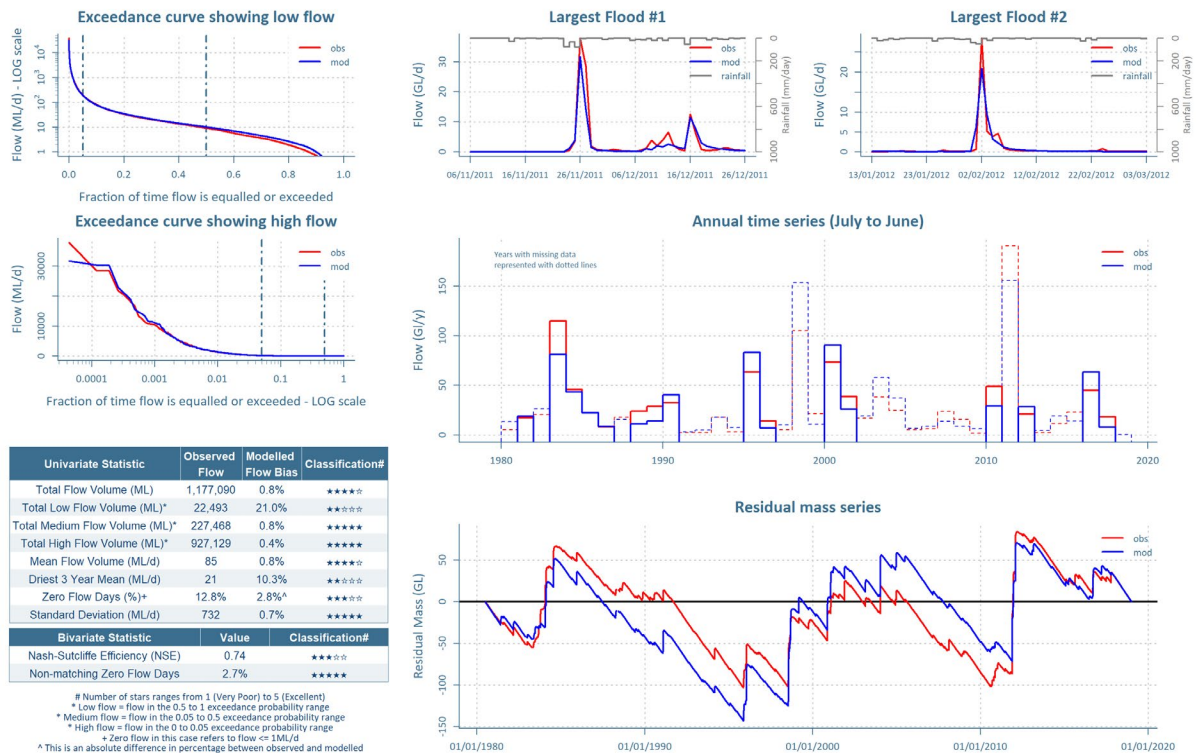 Exceedance curve showing low flow
Flow (ML/d) - LOG scale
10⁴
10³
10²
10
1
obs
mod
0.0 0.2 0.4 0.6 0.8 1.0
Fraction of time flow is equalled or exceeded
Largest Flood #1
Flow (GL/d)
30
20
10
0
obs
mod
rainfall
0
200
600
1000
Rainfall (mm/day)
06/11/2011 16/11/2011 26/11/2011 06/12/2011 16/12/2011 26/12/2011
Largest Flood #2
Flow (GL/d)
20
10
5
0
obs
mod
rainfall
0
200
400
600
1000
Rainfall (mm/day)
13/01/2012 23/01/2012 02/02/2012 12/02/2012 22/02/2012 03/03/2012
Exceedance curve showing high flow
Flow (ML/d)
30000
10000
0
obs
mod
0.0001 0.001 0.01 0.1 1
Fraction of time flow is equalled or exceeded - LOG scale
Annual time series (July to June)
Years with missing data
represented with dotted lines
Flow (Gl/y)
150
100
50
0
obs
mod
1980 1990 2000 2010 2020
Univariate Statistic Observed Flow Modelled Flow Bias Classification#
Total Flow Volume (ML) 1,177,090 0.8% ★★★★☆
Total Low Flow Volume (ML)* 22,493 21.0% ★★☆☆☆
Total Medium Flow Volume (ML)* 227,468 0.8% ★★★★★
Total High Flow Volume (ML)* 927,129 0.4% ★★★★★
Mean Flow Volume (ML/d) 85 0.8% ★★★★☆
Driest 3 Year Mean (ML/d) 21 10.3% ★★☆☆☆
Zero Flow Days (%)+ 12.8% 2.8%^ ★★★☆☆
Standard Deviation (ML/d) 732 0.7% ★★★★★
Bivariate Statistic Value Classification#
Nash-Sutcliffe Efficiency (NSE) 0.74 ★★★☆☆
Non-matching Zero Flow Days 2.7% ★★★★★
# Number of stars ranges from 1 (Very Poor) to 5 (Excellent)
* Low flow = flow in the 0.5 to 1 exceedance probability range
* Medium flow = flow in the 0.05 to 0.5 exceedance probability range
* High flow = flow in the 0 to 0.05 exceedance probability range
+ Zero flow in this case refers to flow <= 1ML/d
^ This is an absolute difference in percentage between observed and modelled
Residual mass series
Residual Mass (GL)
50
0
-50
-100
-150
obs
mod
01/01/1980 01/01/1990 01/01/2000 01/01/2010 01/01/2020